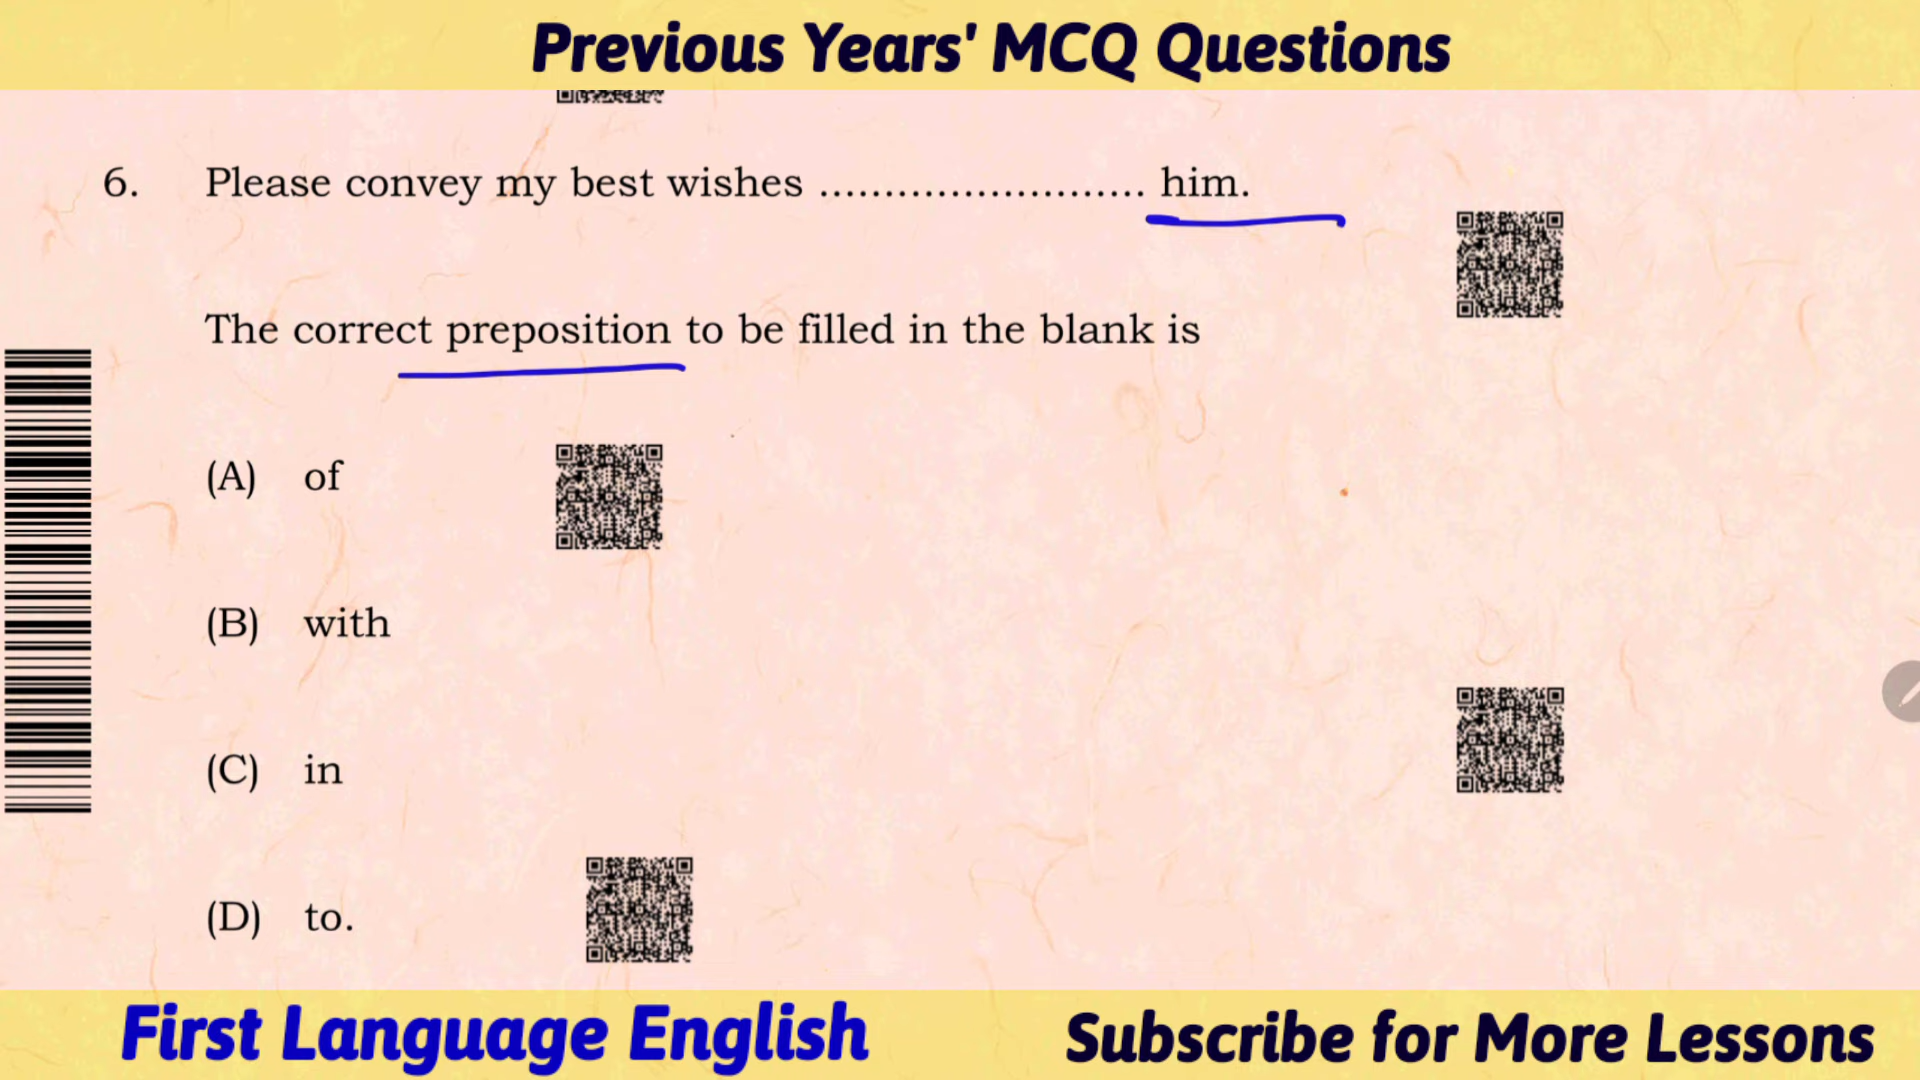 Previous Years' MCQ Questions
6. Please convey my best wishes ......................... him.
The correct preposition to be filled in the blank is
(A) of
(B) with
(C) in
(D) to.
First Language English
Subscribe for More Lessons